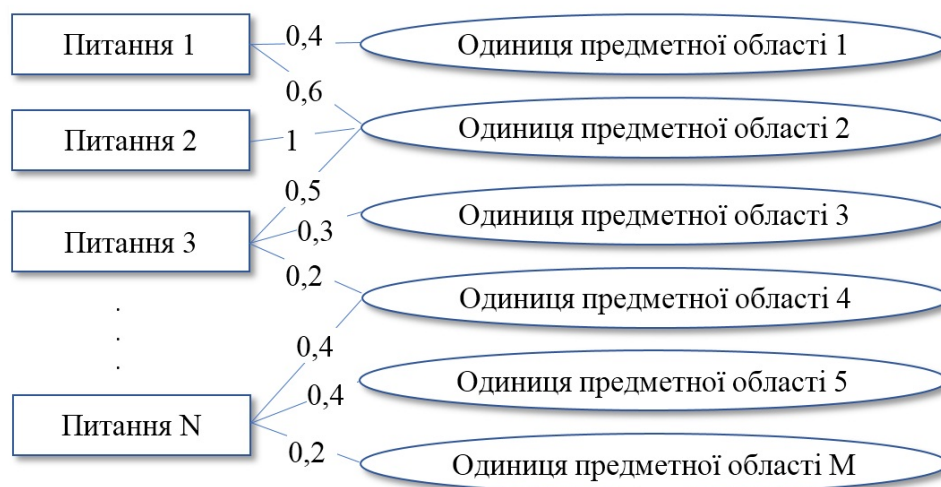 Питання 1
0,4
Одиниця предметної області 1
0,6
Питання 2
1
Одиниця предметної області 2
0,5
Питання 3
0,3
Одиниця предметної області 3
0,2
Одиниця предметної області 4
.
.
.
0,4
0,4
Одиниця предметної області 5
Питання N
0,2
Одиниця предметної області M